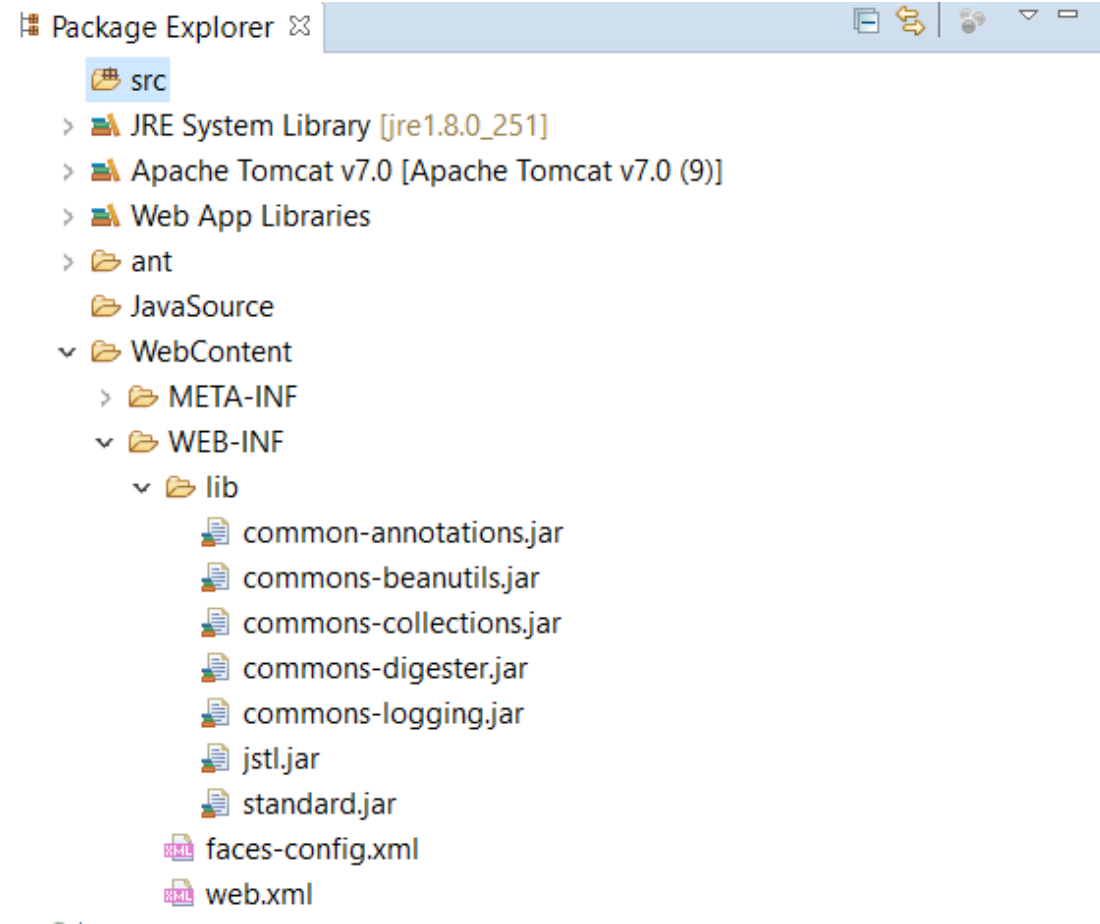 Package Explorer
src
JRE System Library [jre1.8.0_251]
Apache Tomcat v7.0 [Apache Tomcat v7.0 (9)]
Web App Libraries
ant
JavaSource
WebContent
META-INF
WEB-INF
lib
common-annotations.jar
commons-beanutils.jar
commons-collections.jar
commons-digester.jar
commons-logging.jar
jstl.jar
standard.jar
faces-config.xml
web.xml